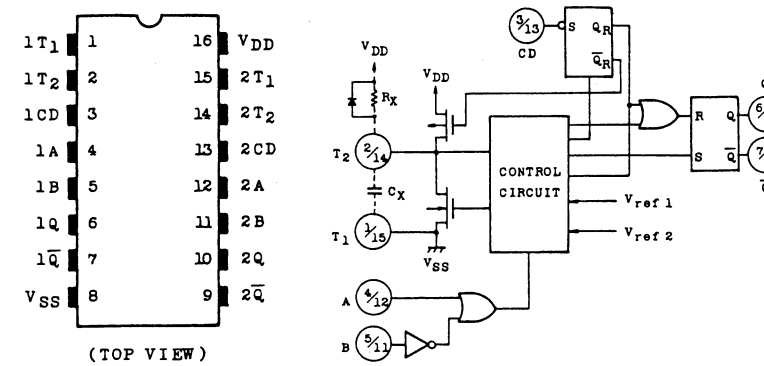 1T1 1 16 VDD
1T2 2 15 2T1
1CD 3 14 2T2
1A 4 13 2CD
1B 5 12 2A
1Q 6 11 2B
1Q̅ 7 10 2Q
VSS 8 9 2Q̅
(TOP VIEW)
3/13
CD
S QR
Q̅R
VDD
VDD
RX
T2 2/14
CX
T1 1/15
VSS
CONTROL
CIRCUIT
Vref 1
Vref 2
R Q
S Q̅
6/
7/
A 4/12
B 5/11